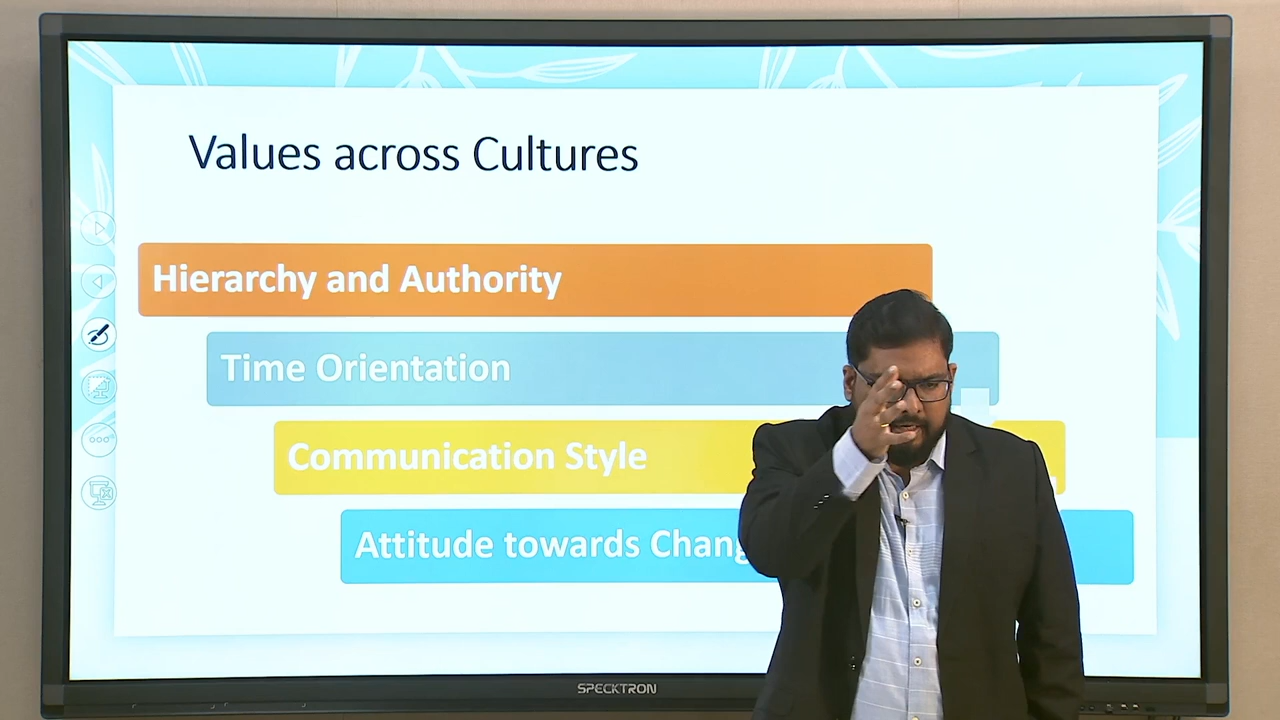 Values across Cultures
Hierarchy and Authority
Time Orientation
Communication Style
Attitude towards Chang
SPECKTRON